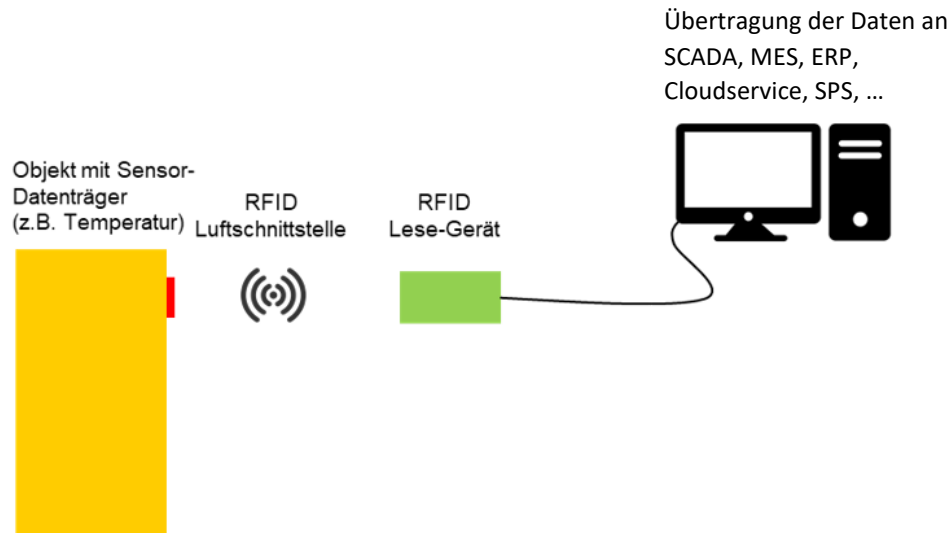 Übertragung der Daten an
SCADA, MES, ERP,
Cloudservice, SPS, ...
Objekt mit Sensor-
Datenträger
(z.B. Temperatur)
RFID
Luftschnittstelle
RFID
Lese-Gerät